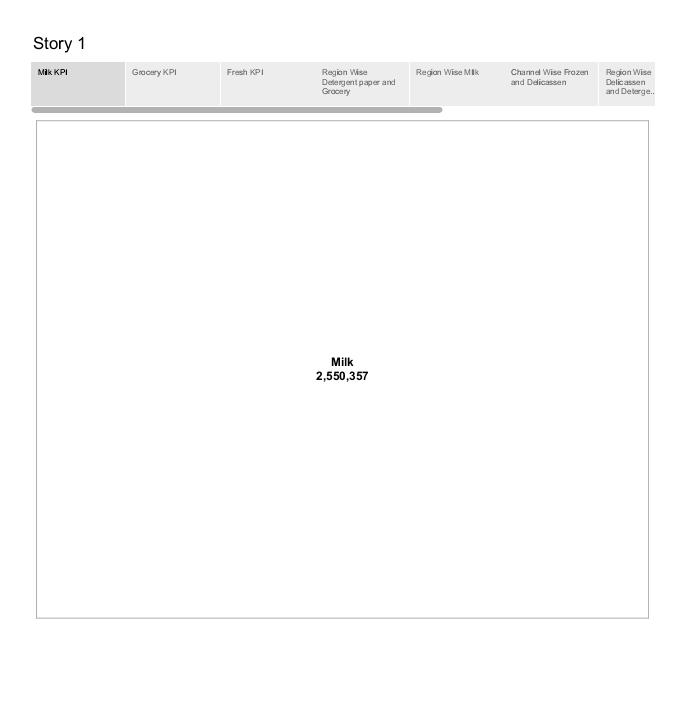 Story 1
Milk KPI
Grocery KPI
Fresh KPI
Region Wise
Detergent paper and
Grocery
Region Wise Milk
Channel Wise Frozen
and Delicassen
Region Wise
Delicassen
and Deterge..
Milk
2,550,357